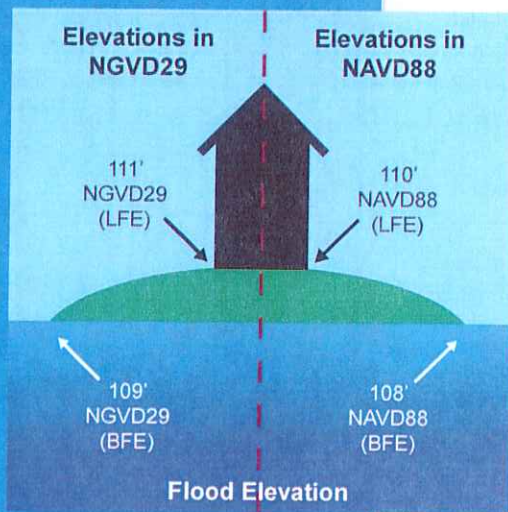 Elevations in
NGVD29
Elevations in
NAVD88
111'
NGVD29
(LFE)
110'
NAVD88
(LFE)
109'
NGVD29
(BFE)
108'
NAVD88
(BFE)
Flood Elevation